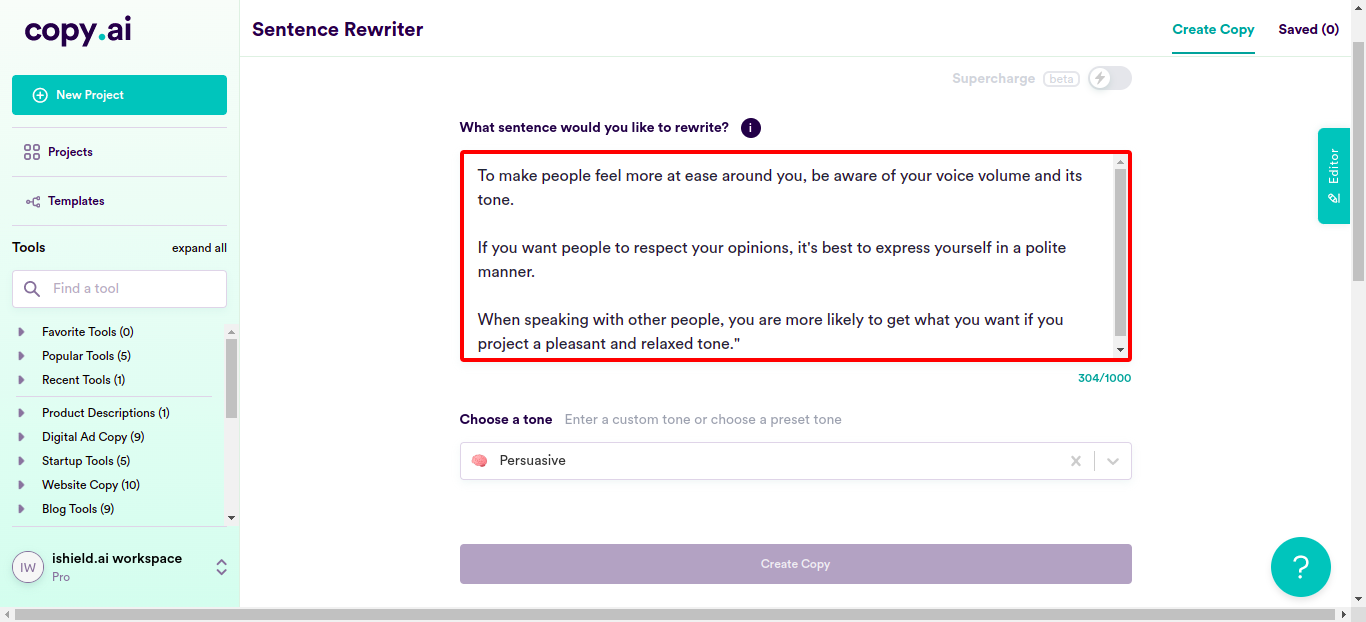 copy.ai
New Project
Projects
Templates
Tools
expand all
Find a tool
Favorite Tools (0)
Popular Tools (5)
Recent Tools (1)
Product Descriptions (1)
Digital Ad Copy (9)
Startup Tools (5)
Website Copy (10)
Blog Tools (9)
IW
ishield.ai workspace
Pro
Sentence Rewriter
Create Copy
Saved (0)
Supercharge beta
What sentence would you like to rewrite? i
To make people feel more at ease around you, be aware of your voice volume and its
tone.
If you want people to respect your opinions, it's best to express yourself in a polite
manner.
When speaking with other people, you are more likely to get what you want if you
project a pleasant and relaxed tone."
304/1000
Choose a tone Enter a custom tone or choose a preset tone
Persuasive
Create Copy
Editor
?